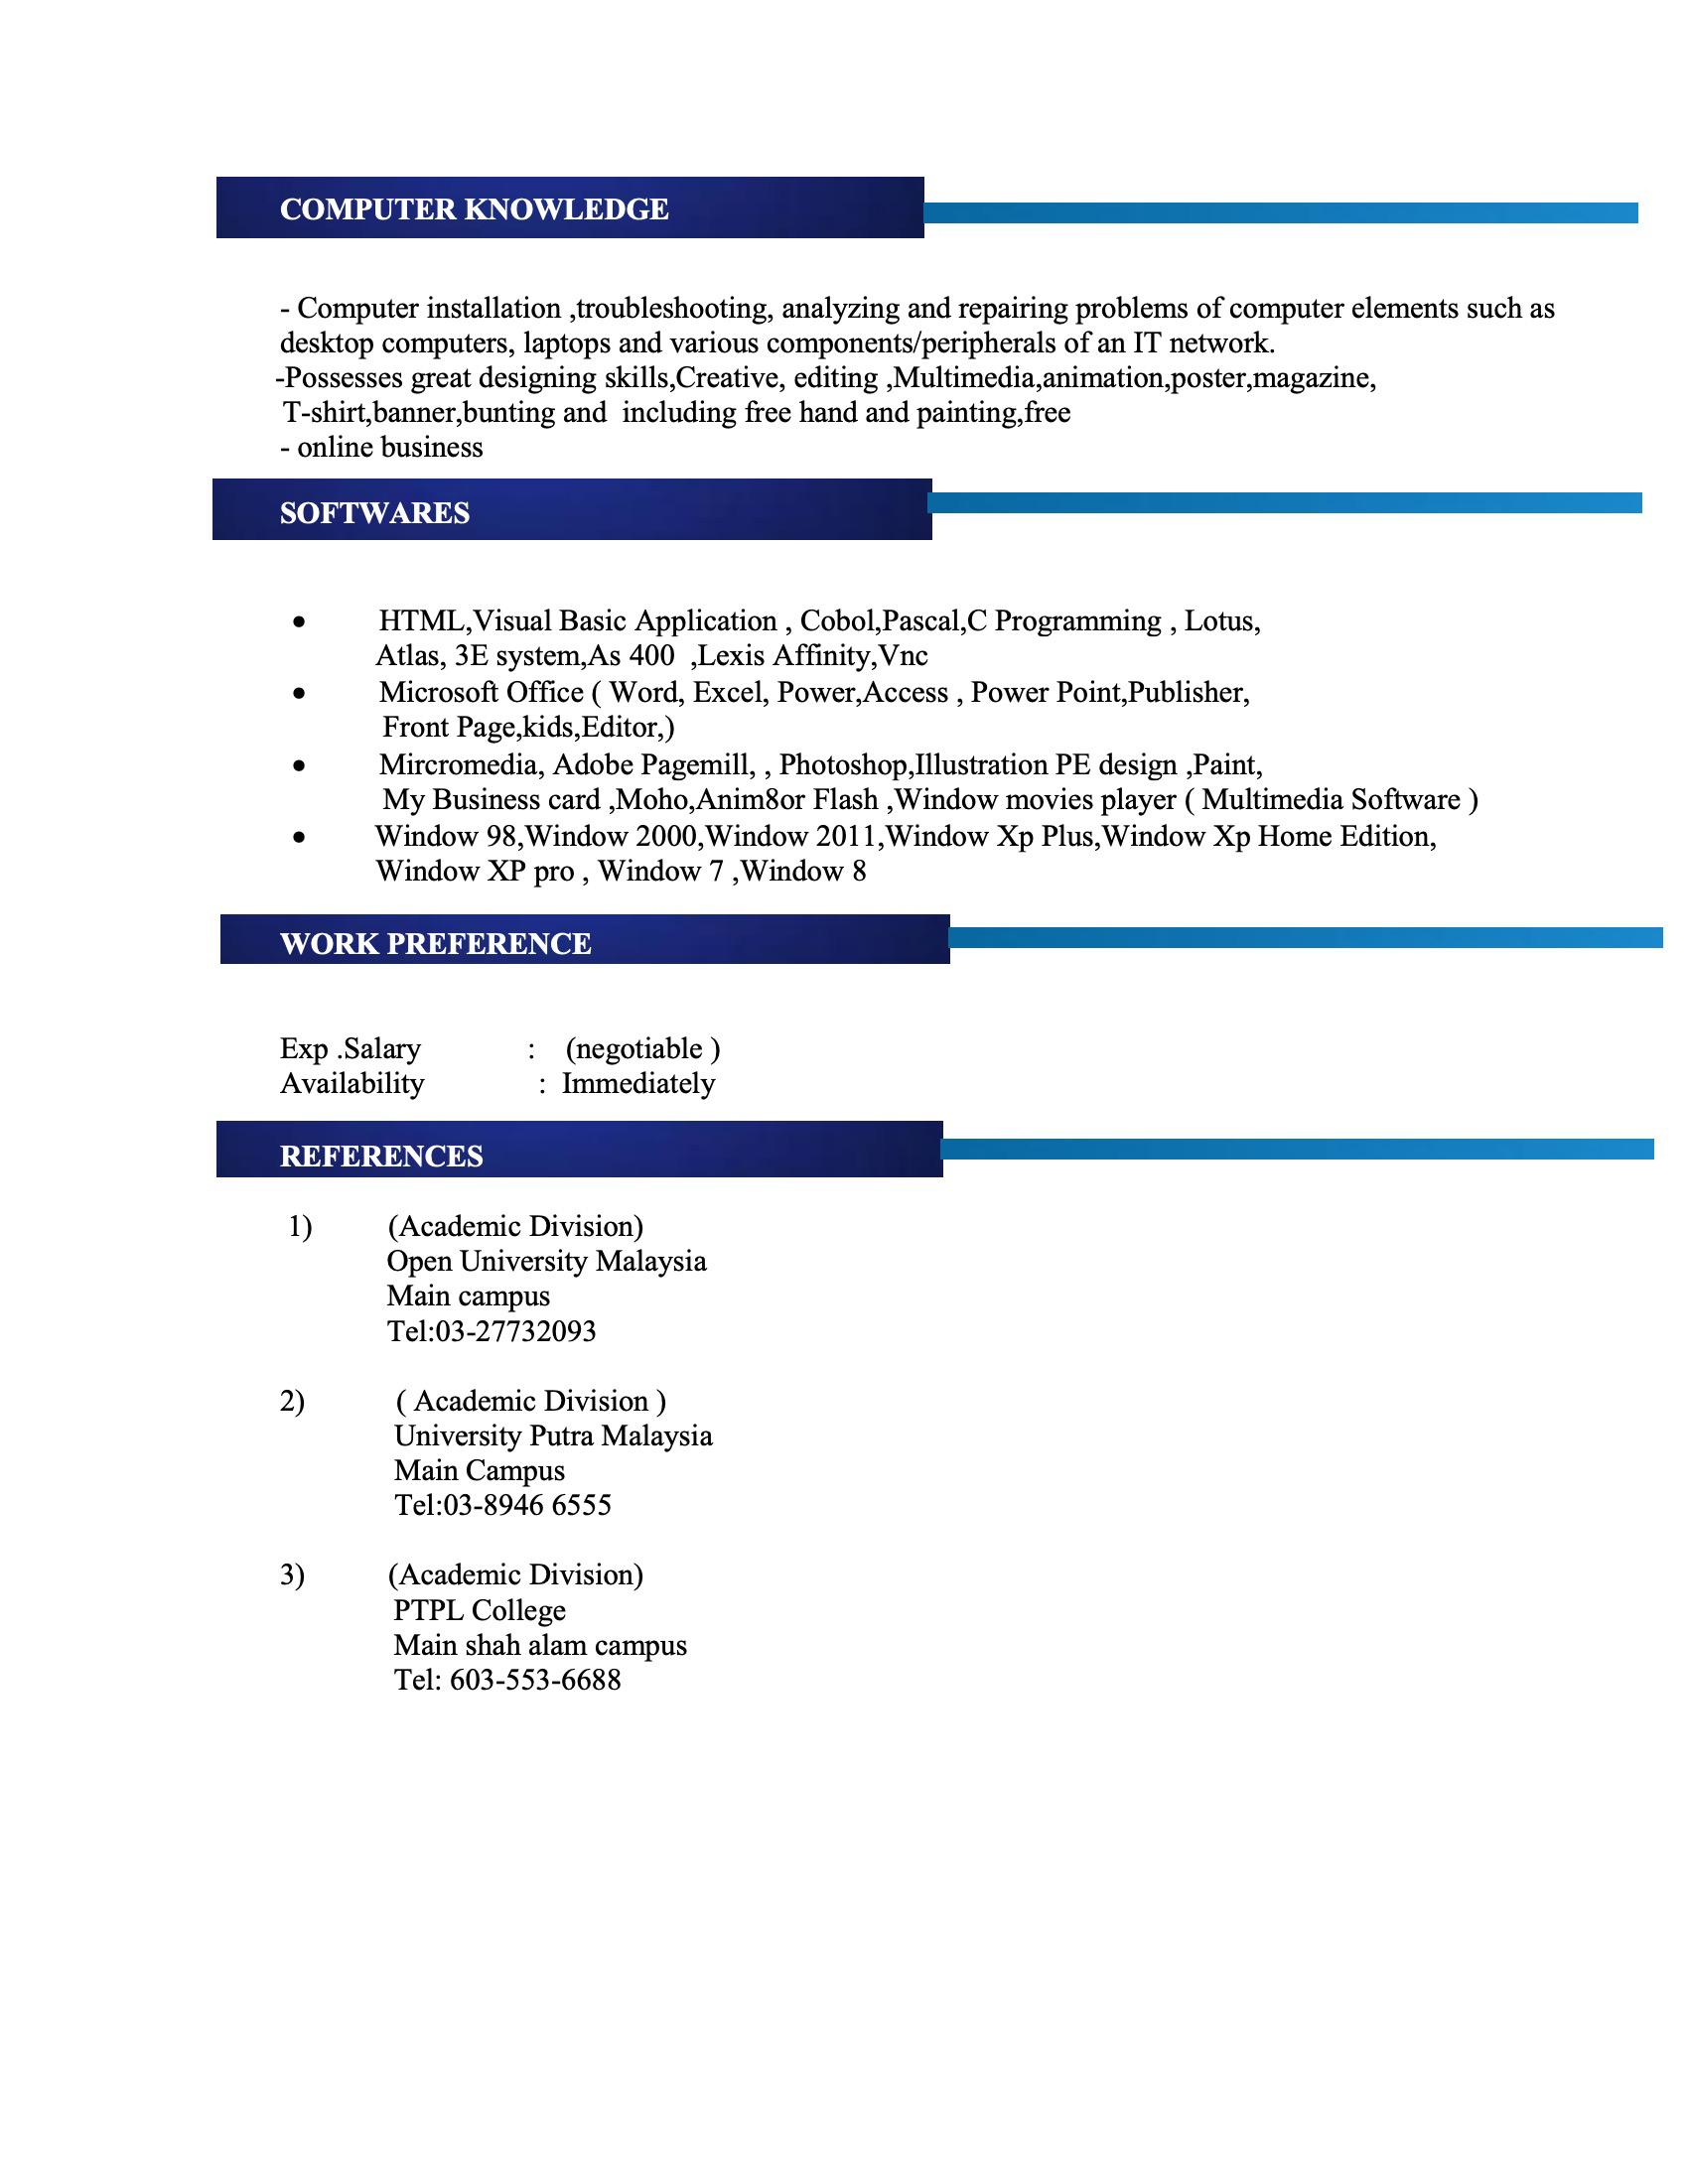 COMPUTER KNOWLEDGE
- Computer installation ,troubleshooting, analyzing and repairing problems of computer elements such as
desktop computers, laptops and various components/peripherals of an IT network.
-Possesses great designing skills,Creative, editing ,Multimedia,animation,poster,magazine,
T-shirt,banner,bunting and  including free hand and painting,free
- online business
SOFTWARES
• HTML,Visual Basic Application , Cobol,Pascal,C Programming , Lotus,
Atlas, 3E system,As 400  ,Lexis Affinity,Vnc
• Microsoft Office ( Word, Excel, Power,Access , Power Point,Publisher,
Front Page,kids,Editor,)
• Mircromedia, Adobe Pagemill, , Photoshop,Illustration PE design ,Paint,
My Business card ,Moho,Anim8or Flash ,Window movies player ( Multimedia Software )
• Window 98,Window 2000,Window 2011,Window Xp Plus,Window Xp Home Edition,
Window XP pro , Window 7 ,Window 8
WORK PREFERENCE
Exp .Salary : (negotiable )
Availability : Immediately
REFERENCES
1) (Academic Division)
Open University Malaysia
Main campus
Tel:03-27732093
2) ( Academic Division )
University Putra Malaysia
Main Campus
Tel:03-8946 6555
3) (Academic Division)
PTPL College
Main shah alam campus
Tel: 603-553-6688